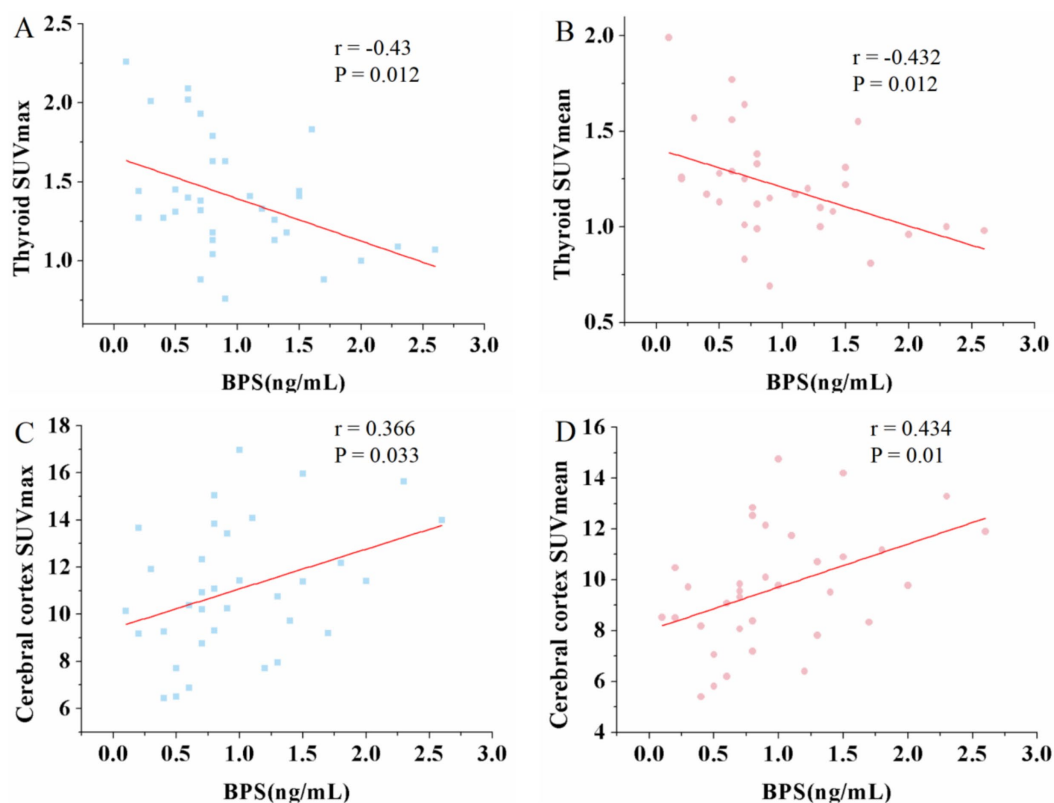 A
r = -0.43
P = 0.012
Thyroid SUVmax
2.5
2.0
1.5
1.0
0.0 0.5 1.0 1.5 2.0 2.5 3.0
BPS(ng/mL)
B
r = -0.432
P = 0.012
Thyroid SUVmean
2.0
1.5
1.0
0.5
0.0 0.5 1.0 1.5 2.0 2.5 3.0
BPS(ng/mL)
C
r = 0.366
P = 0.033
Cerebral cortex SUVmax
18
16
14
12
10
8
6
0.0 0.5 1.0 1.5 2.0 2.5 3.0
BPS(ng/mL)
D
r = 0.434
P = 0.01
Cerebral cortex SUVmean
16
14
12
10
8
6
4
0.0 0.5 1.0 1.5 2.0 2.5 3.0
BPS(ng/mL)